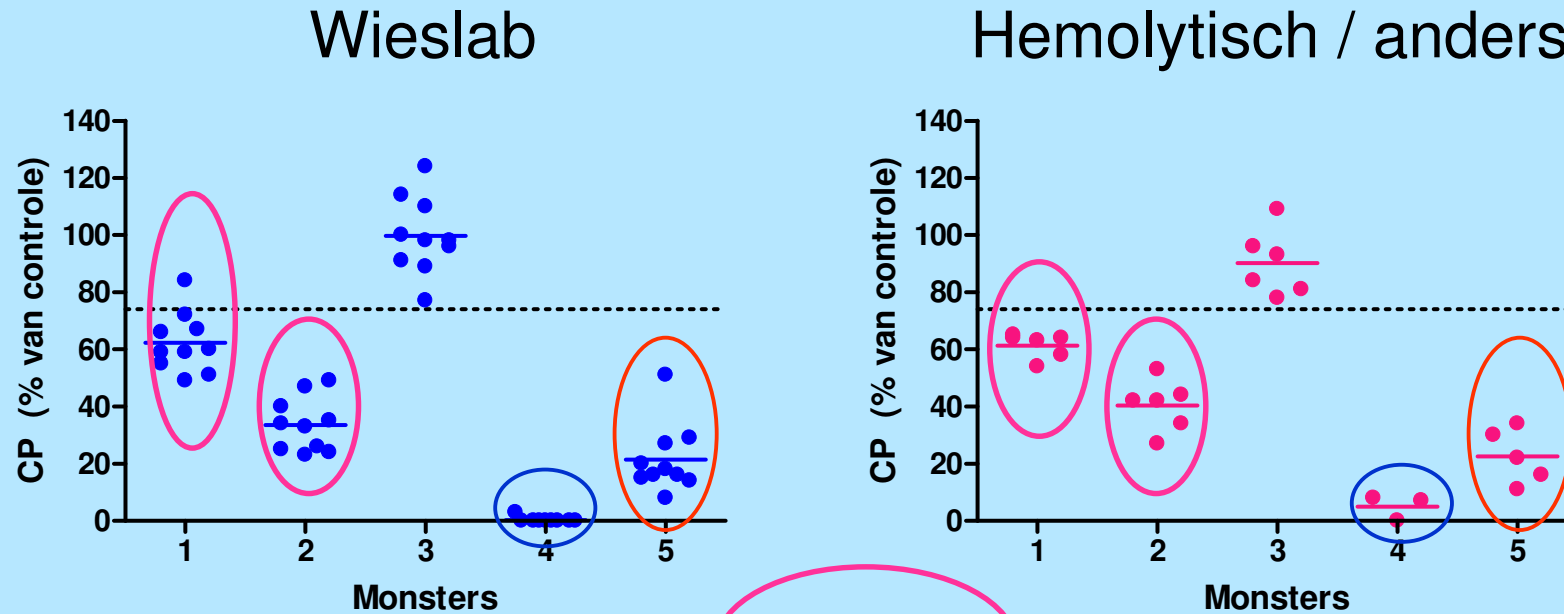 Wieslab
Hemolytisch / anders
CP (% van controle)
140
120
100
80
60
40
20
0
1 2 3 4 5
Monsters
CP (% van controle)
140
120
100
80
60
40
20
0
1 2 3 4 5
Monsters